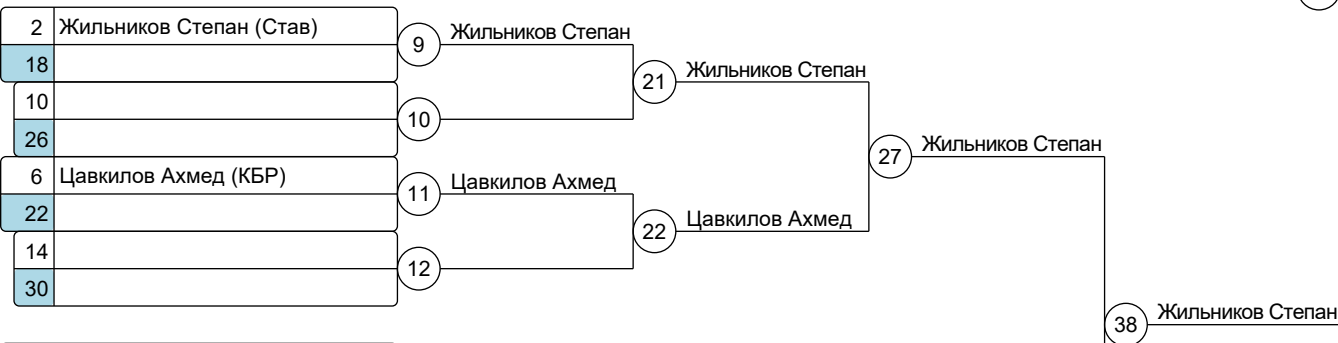 2 Жильников Степан (Став)
9 Жильников Степан
18
21 Жильников Степан
10
10
26
27 Жильников Степан
6 Цавкилов Ахмед (КБР)
11 Цавкилов Ахмед
22
22 Цавкилов Ахмед
14
12
30
38 Жильников Степан